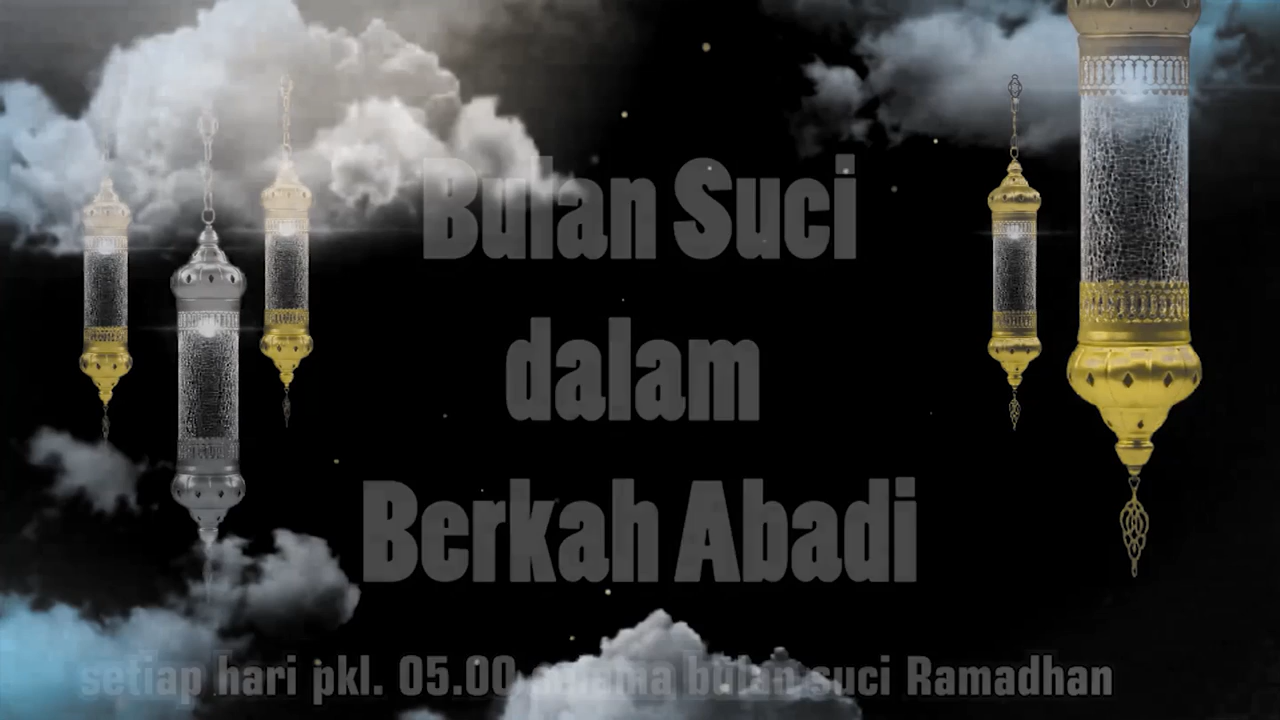 Bulan Suci
dalam
Berkah Abadi
setiap hari pkl. 05.00 selama bulan suci Ramadhan